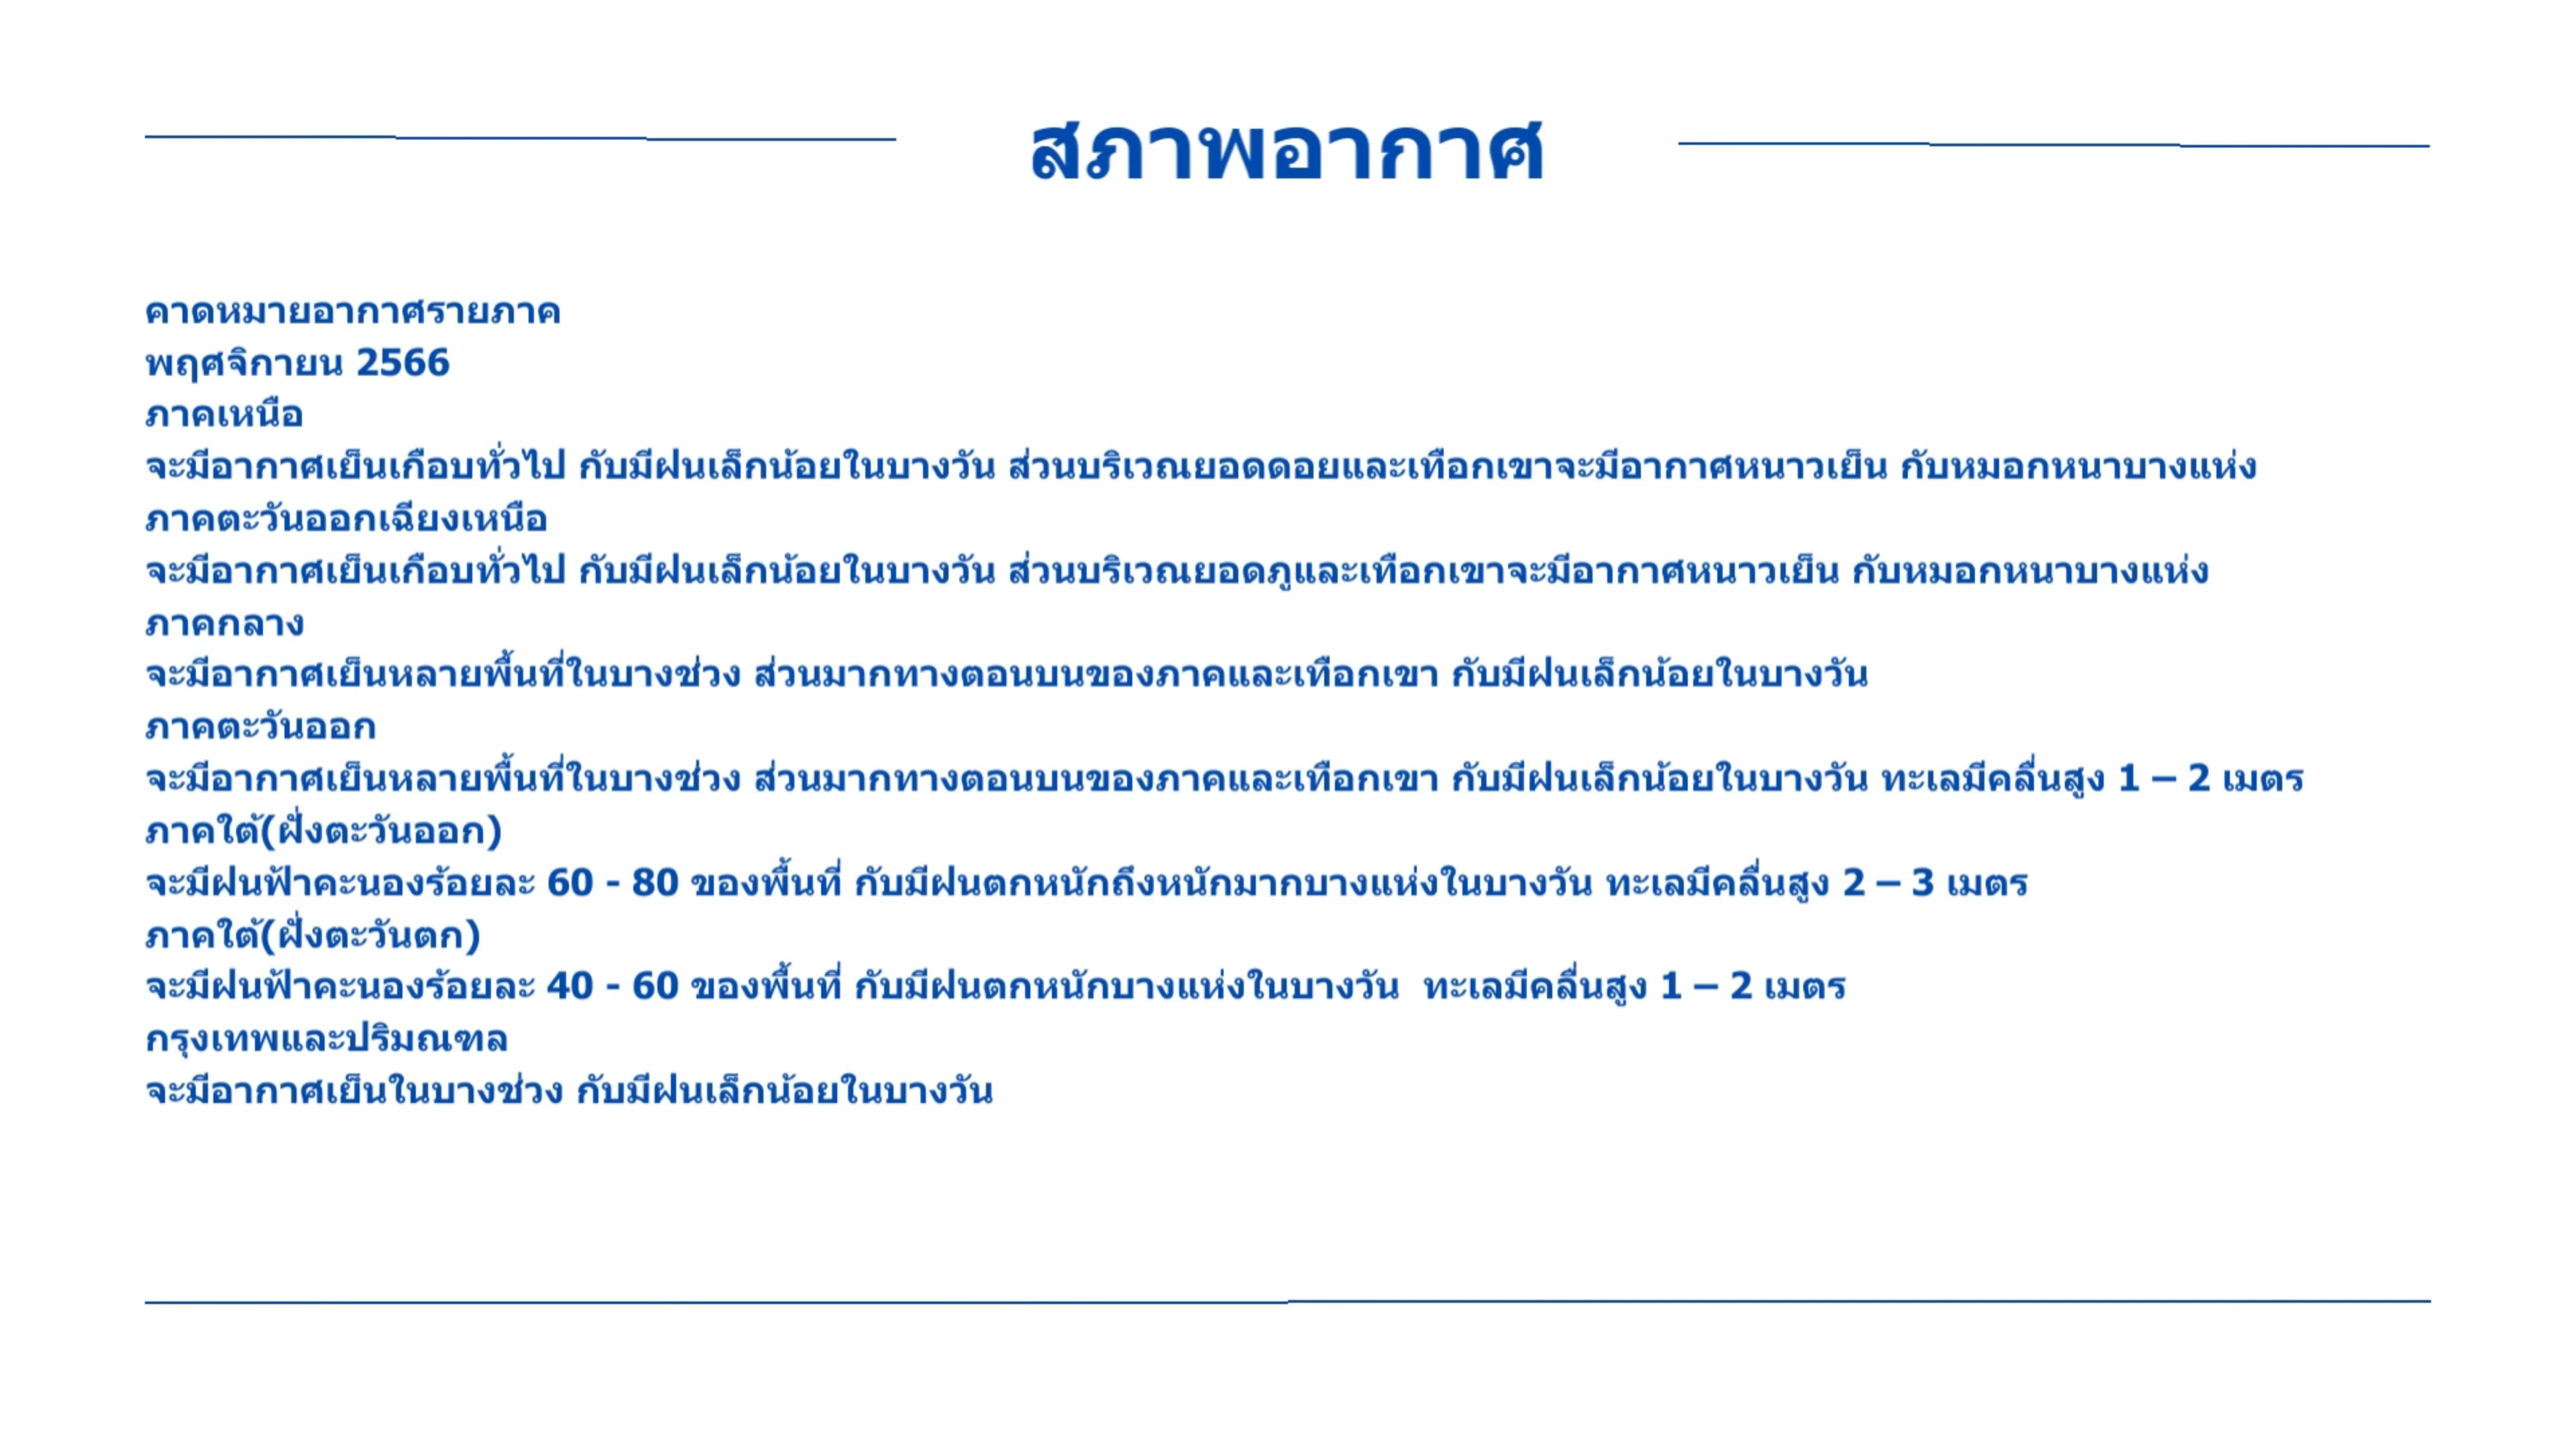 สภาพอากาศ
คาดหมายอากาศรายภาค
พฤศจิกายน 2566
ภาคเหนือ
จะมีอากาศเย็นเกือบทั่วไป กับมีฝนเล็กน้อยในบางวัน ส่วนบริเวณยอดดอยและเทือกเขาจะมีอากาศหนาวเย็น กับหมอกหนาบางแห่ง
ภาคตะวันออกเฉียงเหนือ
จะมีอากาศเย็นเกือบทั่วไป กับมีฝนเล็กน้อยในบางวัน ส่วนบริเวณยอดภูและเทือกเขาจะมีอากาศหนาวเย็น กับหมอกหนาบางแห่ง
ภาคกลาง
จะมีอากาศเย็นหลายพื้นที่ในบางช่วง ส่วนมากทางตอนบนของภาคและเทือกเขา กับมีฝนเล็กน้อยในบางวัน
ภาคตะวันออก
จะมีอากาศเย็นหลายพื้นที่ในบางช่วง ส่วนมากทางตอนบนของภาคและเทือกเขา กับมีฝนเล็กน้อยในบางวัน ทะเลมีคลื่นสูง 1 – 2 เมตร
ภาคใต้(ฝั่งตะวันออก)
จะมีฝนฟ้าคะนองร้อยละ 60 - 80 ของพื้นที่ กับมีฝนตกหนักถึงหนักมากบางแห่งในบางวัน ทะเลมีคลื่นสูง 2 – 3 เมตร
ภาคใต้(ฝั่งตะวันตก)
จะมีฝนฟ้าคะนองร้อยละ 40 - 60 ของพื้นที่ กับมีฝนตกหนักบางแห่งในบางวัน  ทะเลมีคลื่นสูง 1 – 2 เมตร
กรุงเทพและปริมณฑล
จะมีอากาศเย็นในบางช่วง กับมีฝนเล็กน้อยในบางวัน